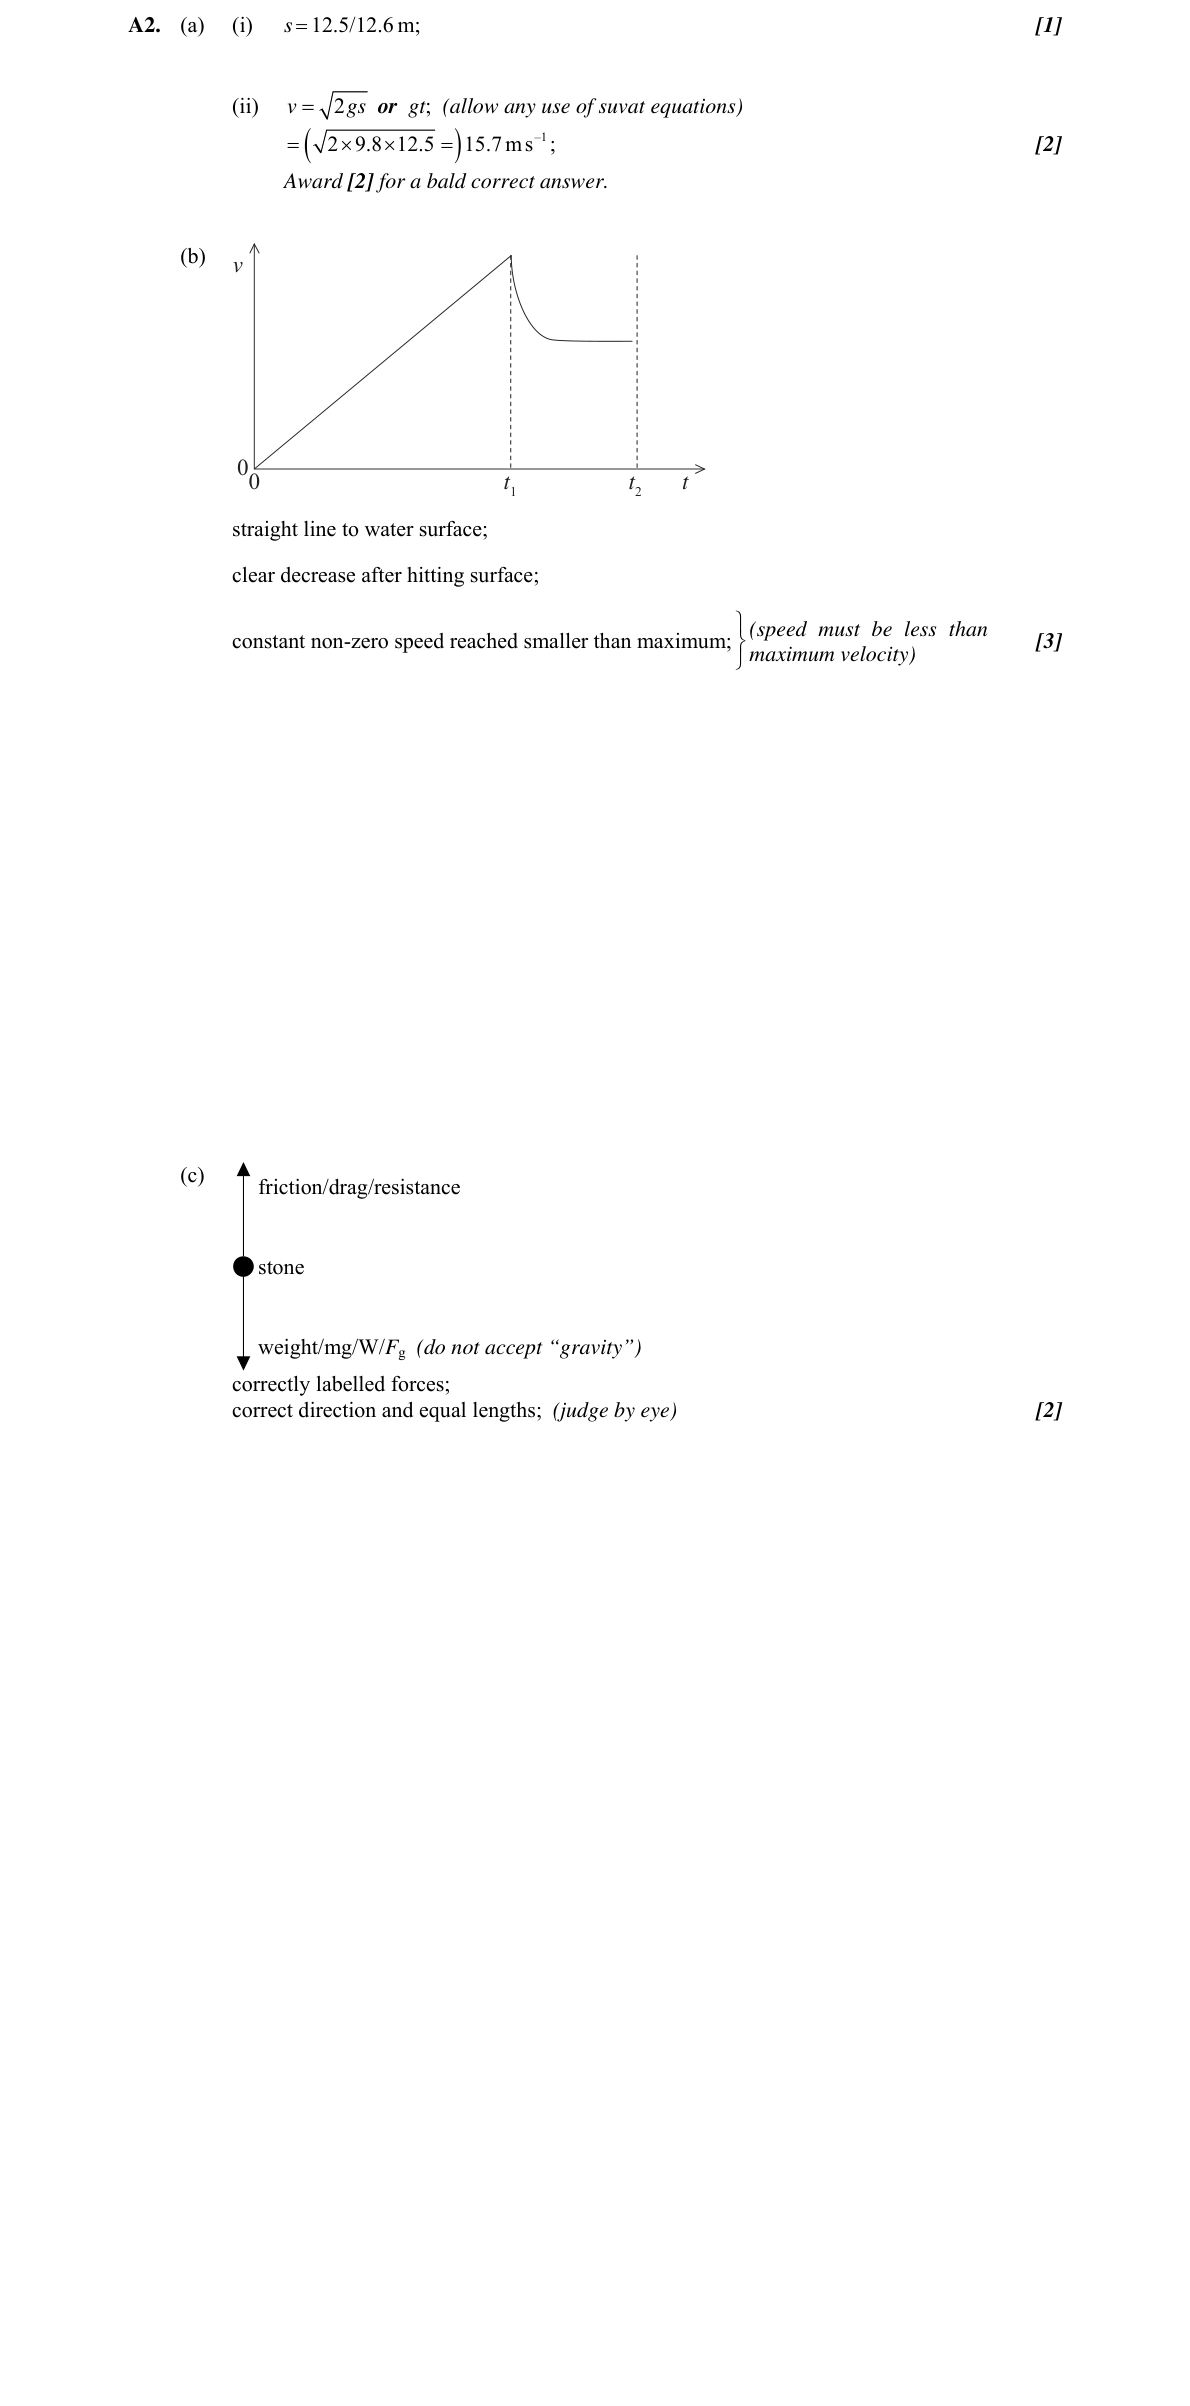 A2. (a) (i) s = 12.5/12.6 m; [1]
(ii) v = √2gs or gt; (allow any use of suvat equations)
= (√2×9.8×12.5 =) 15.7 m s⁻¹; [2]
Award [2] for a bald correct answer.
(b) v
0
0 t₁ t₂ t
straight line to water surface;
clear decrease after hitting surface;
constant non-zero speed reached smaller than maximum; } (speed must be less than
maximum velocity) [3]
(c) friction/drag/resistance
stone
weight/mg/W/Fg (do not accept “gravity”)
correctly labelled forces;
correct direction and equal lengths; (judge by eye) [2]